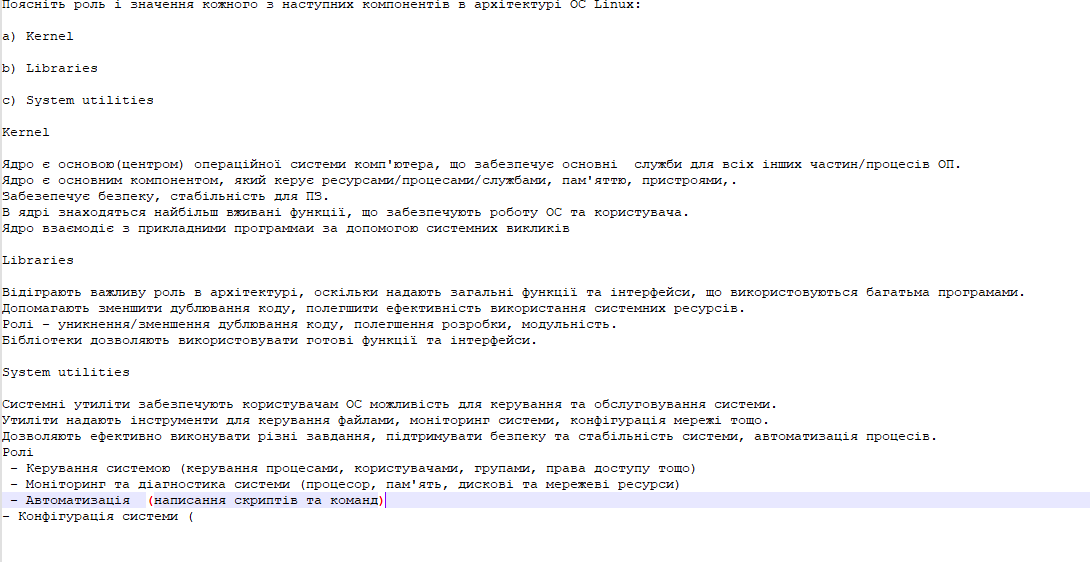 Поясніть роль і значення кожного з наступних компонентів в архітектурі ОС Linux:
a) Kernel
b) Libraries
c) System utilities
Kernel
Ядро є основою(центром) операційної системи комп'ютера, що забезпечує основні  служби для всіх інших частин/процесів ОП.
Ядро є основним компонентом, який керує ресурсами/процесами/службами, пам'яттю, пристроями,.
Забезепечує безпеку, стабільність для ПЗ.
В ядрі знаходяться найбільш вживані функції, що забезпечують роботу ОС та користувача.
Ядро взаємодіє з прикладними программаи за допомогою системних викликів
Libraries
Відіграють важливу роль в архітектурі, оскільки надають загальні функції та інтерфейси, що використовуються багатьма програмами.
Допомагають зменшити дублювання коду, полегшити ефективність використання системних ресурсів.
Ролі - уникнення/зменшення дублювання коду, полегшення розробки, модульність.
Бібліотеки дозволяють використовувати готові функції та інтерфейси.
System utilities
Системні утиліти забезпечують користувачам ОС можливість для керування та обслуговування системи.
Утиліти надають інструменти для керування файлами, моніторинг системи, конфігурація мережі тощо.
Дозволяють ефективно виконувати різні завдання, підтримувати безпеку та стабільність системи, автоматизація процесів.
Ролі
- Керування системою (керування процесами, користувачами, групами, права доступу тощо)
- Моніторинг та діагностика системи (процесор, пам'ять, дискові та мережеві ресурси)
- Автоматизація  (написання скриптів та команд)
- Конфігурація системи (